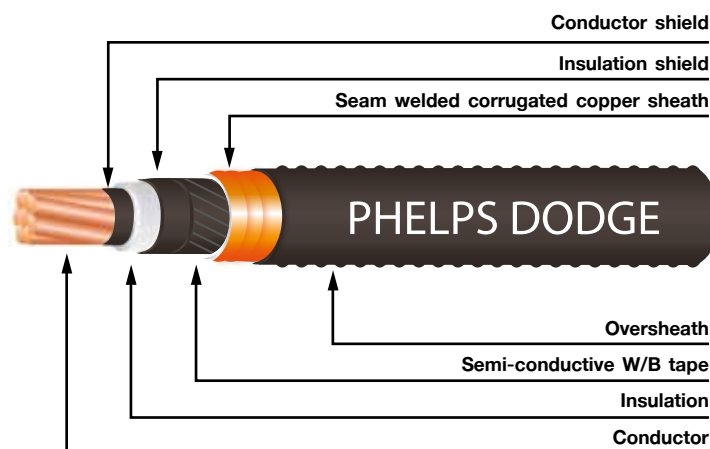 Conductor shield
Insulation shield
Seam welded corrugated copper sheath
PHELPS DODGE
Oversheath
Semi-conductive W/B tape
Insulation
Conductor